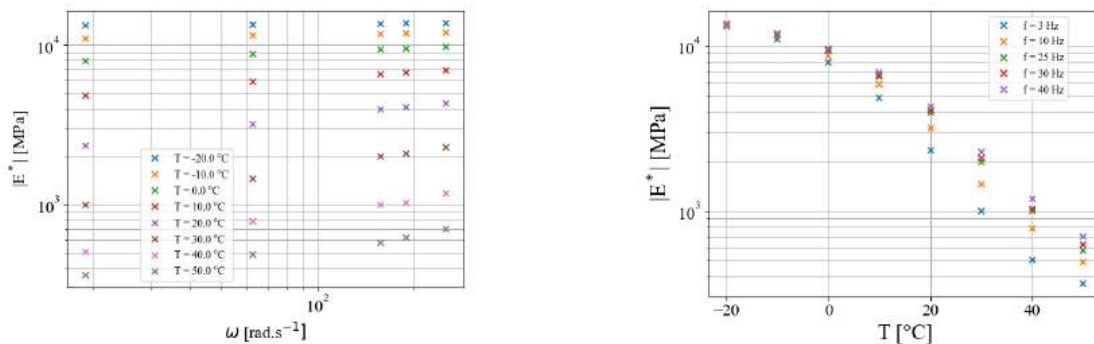 10⁴
10³
|E*| [MPa]
T = -20.0 °C
T = -10.0 °C
T = 0.0 °C
T = 10.0 °C
T = 20.0 °C
T = 30.0 °C
T = 40.0 °C
T = 50.0 °C
10²
ω [rad.s⁻¹]
10⁴
10³
|E*| [MPa]
f = 3 Hz
f = 10 Hz
f = 25 Hz
f = 30 Hz
f = 40 Hz
-20
0
20
40
T [°C]